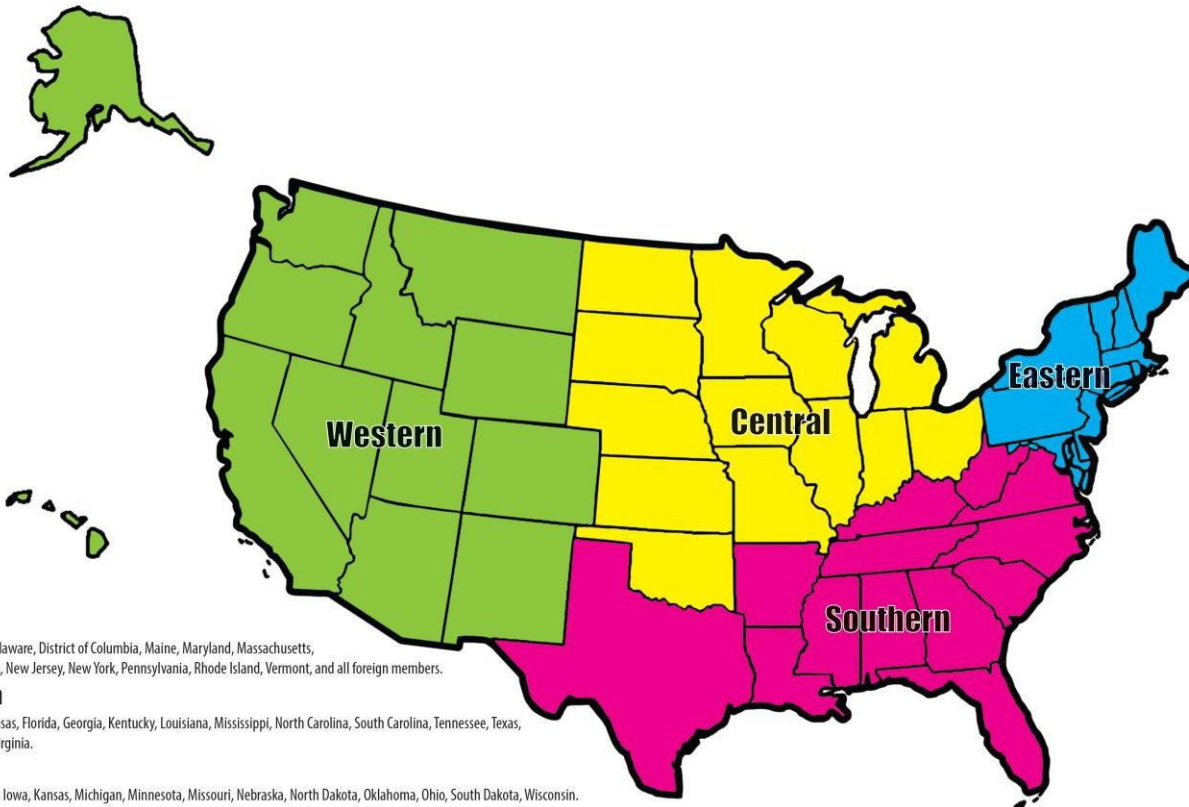 Eastern
Central
Western
Southern
laware, District of Columbia, Maine, Maryland, Massachusetts,
, New Jersey, New York, Pennsylvania, Rhode Island, Vermont, and all foreign members.
sas, Florida, Georgia, Kentucky, Louisiana, Mississippi, North Carolina, South Carolina, Tennessee, Texas,
rginia.
, Iowa, Kansas, Michigan, Minnesota, Missouri, Nebraska, North Dakota, Oklahoma, Ohio, South Dakota, Wisconsin.